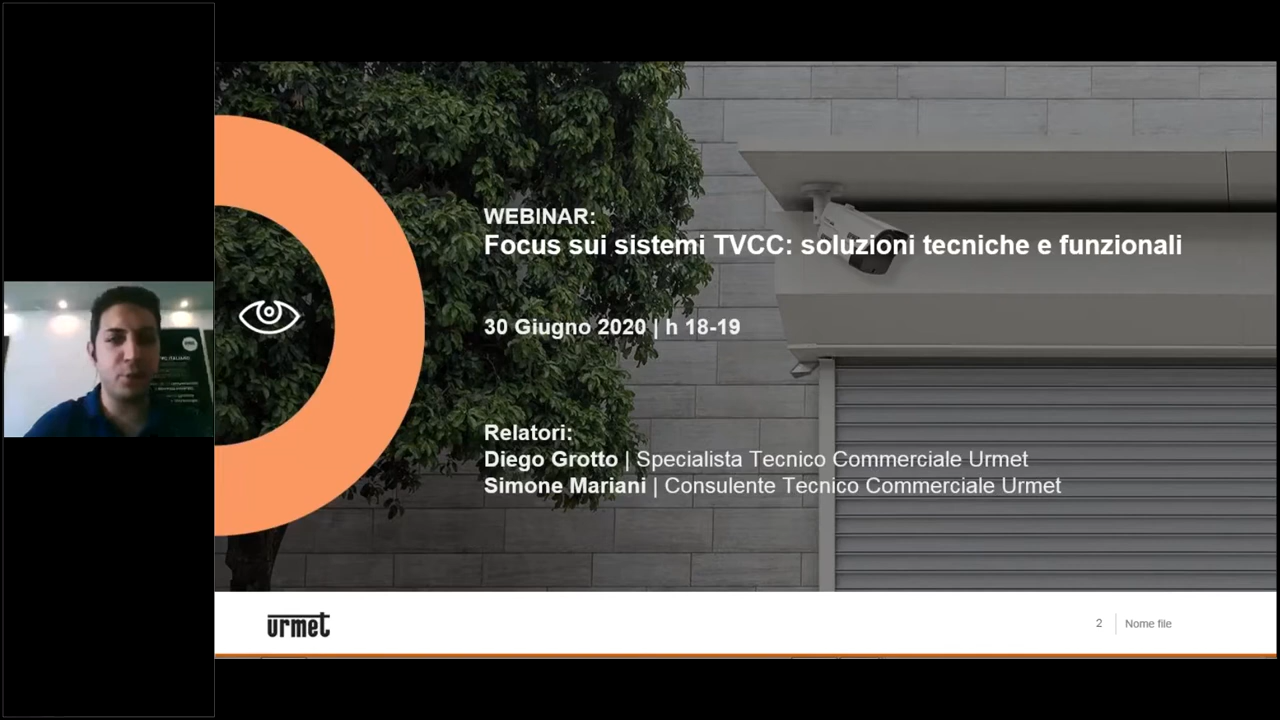 WEBINAR:
Focus sui sistemi TVCC: soluzioni tecniche e funzionali
30 Giugno 2020 | h 18-19
Relatori:
Diego Grotto | Specialista Tecnico Commerciale Urmet
Simone Mariani | Consulente Tecnico Commerciale Urmet
urmet
2
Nome file